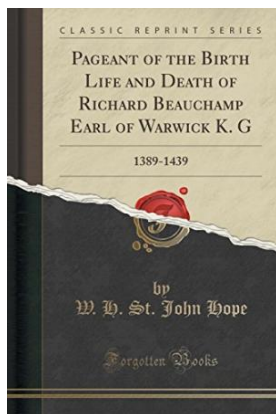 CLASSIC REPRINT SERIES
PAGEANT OF THE BIRTH
LIFE AND DEATH OF
RICHARD BEAUCHAMP
EARL OF WARWICK K. G
1389-1439
by
W. H. St. John Hope
Forgotten Books